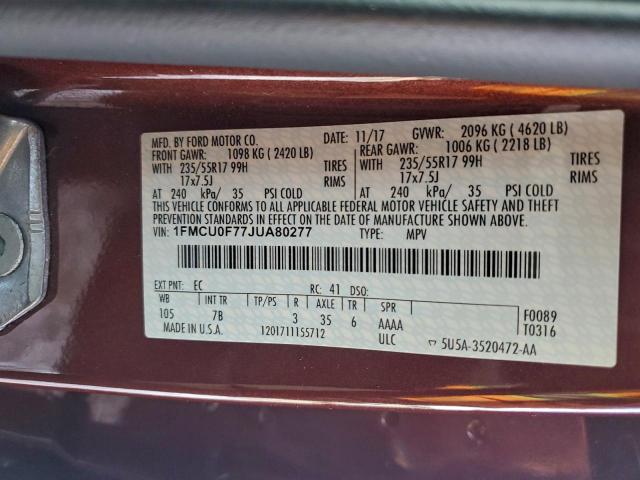 MFD. BY FORD MOTOR CO. DATE: 11/17 GVWR: 2096 KG ( 4620 LB)
FRONT GAWR: 1098 KG ( 2420 LB) REAR GAWR: 1006 KG ( 2218 LB)
WITH 235/55R17 99H TIRES WITH 235/55R17 99H TIRES
17x7.5J RIMS 17x7.5J RIMS
AT 240 kPa/ 35 PSI COLD AT 240 kPa/ 35 PSI COLD
THIS VEHICLE CONFORMS TO ALL APPLICABLE FEDERAL MOTOR VEHICLE SAFETY AND THEFT
PREVENTION STANDARDS IN EFFECT ON THE DATE OF MANUFACTURE SHOWN ABOVE.
VIN: 1FMCU0F77JUA80277 TYPE: MPV
EXT PNT: EC RC: 41 DSO:
WB INT TR TP/PS R AXLE TR SPR F0089
105 7B 3 35 6 AAAA T0316
MADE IN U.S.A. 1201711155712 ULC 5U5A-3520472-AA